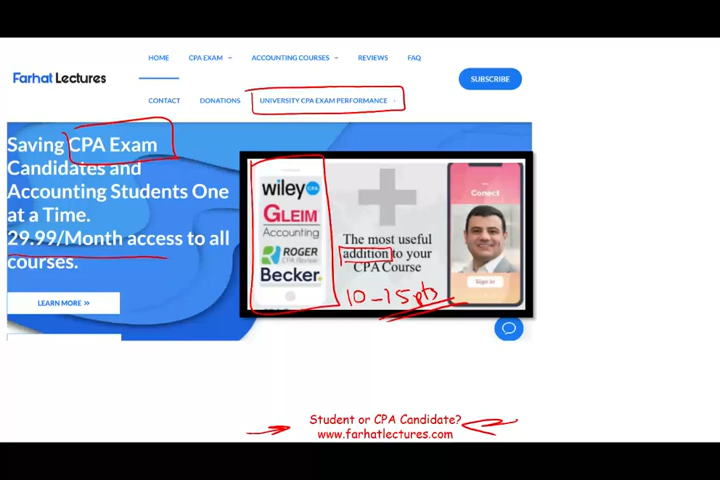 HOME CPA EXAM ACCOUNTING COURSES REVIEWS FAQ
Farhat Lectures
SUBSCRIBE
CONTACT DONATIONS UNIVERSITY CPA EXAM PERFORMANCE
Saving CPA Exam
Candidates and
Accounting Students One
at a Time.
29.99/Month access to all
courses.
LEARN MORE »
wiley CPA
GLEIM
Accounting
ROGER
CPA Review
Becker.
The most useful
addition to your
CPA Course
10-15 pts
Conect
Sign in
Student or CPA Candidate?
www.farhatlectures.com